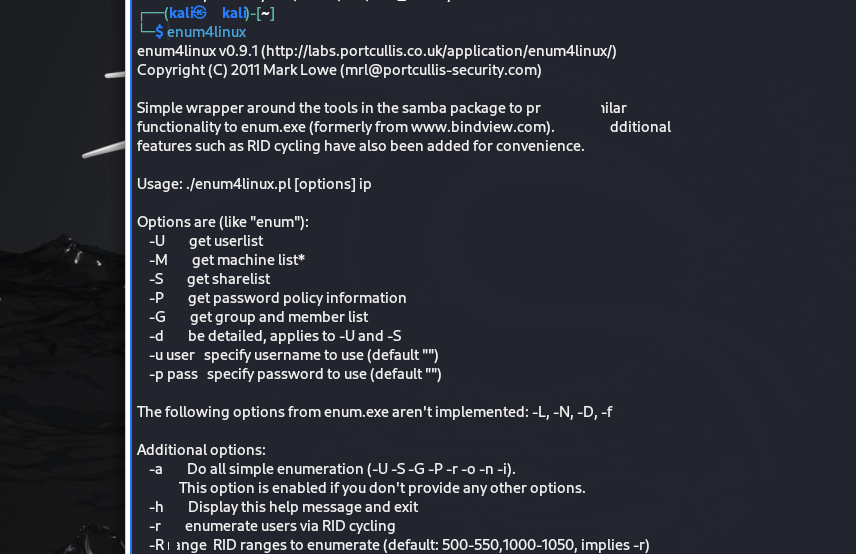 ┌──(kali㉿ kali)-[~]
└─$ enum4linux
enum4linux v0.9.1 (http://labs.portcullis.co.uk/application/enum4linux/)
Copyright (C) 2011 Mark Lowe (mrl@portcullis-security.com)
Simple wrapper around the tools in the samba package to
functionality to enum.exe (formerly from www.bindview.com).
features such as RID cycling have also been added for convenience.
Usage: ./enum4linux.pl [options] ip
Options are (like "enum"):
-U get userlist
-M get machine list*
-S get sharelist
-P get password policy information
-G get group and member list
-d be detailed, applies to -U and -S
-u user specify username to use (default "")
-p pass specify password to use (default "")
The following options from enum.exe aren't implemented: -L, -N, -D, -f
Additional options:
-a Do all simple enumeration (-U -S -G -P -r -o -n -i).
This option is enabled if you don't provide any other options.
-h Display this help message and exit
-r enumerate users via RID cycling
-R RID ranges to enumerate (default: 500-550,1000-1050, implies -r)